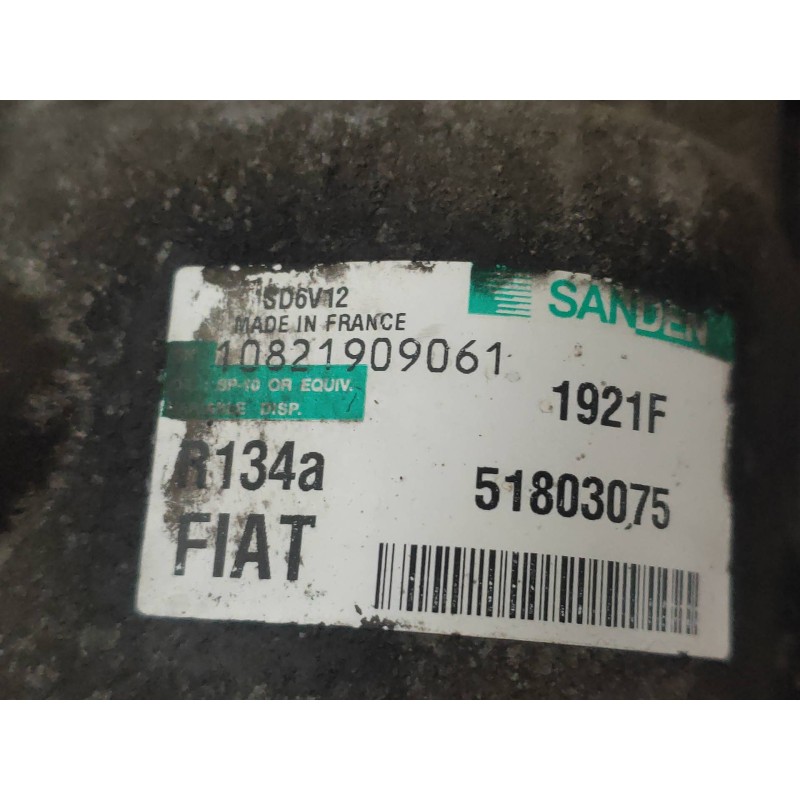 SD6V12
SANDEN
MADE IN FRANCE
10821909061
SP-10 OR EQUIV.
DISP.
1921F
R134a
51803075
FIAT